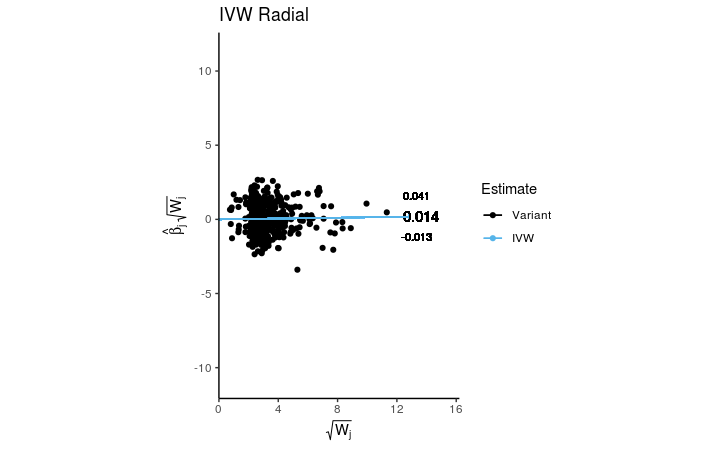 IVW Radial
10
5
0
-5
-10
β̂j√Wj
0.041
0.014
-0.013
0
4
8
12
16
√Wj
Estimate
Variant
IVW